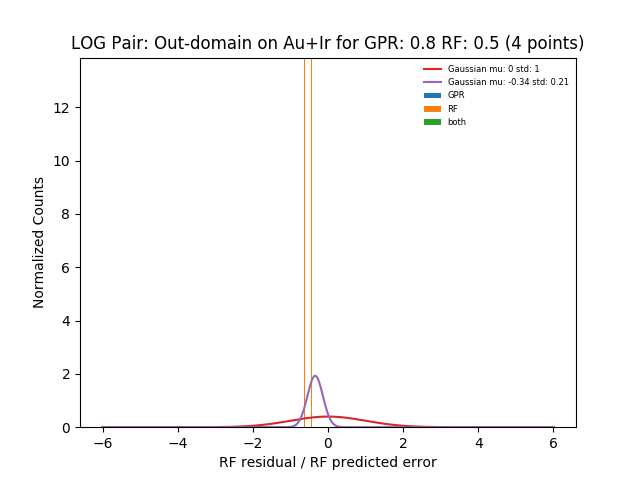 LOG Pair: Out-domain on Au+Ir for GPR: 0.8 RF: 0.5 (4 points)
Gaussian mu: 0 std: 1
Gaussian mu: -0.34 std: 0.21
GPR
RF
both
12
10
8
6
4
2
0
Normalized Counts
−6 −4 −2 0 2 4 6
RF residual / RF predicted error